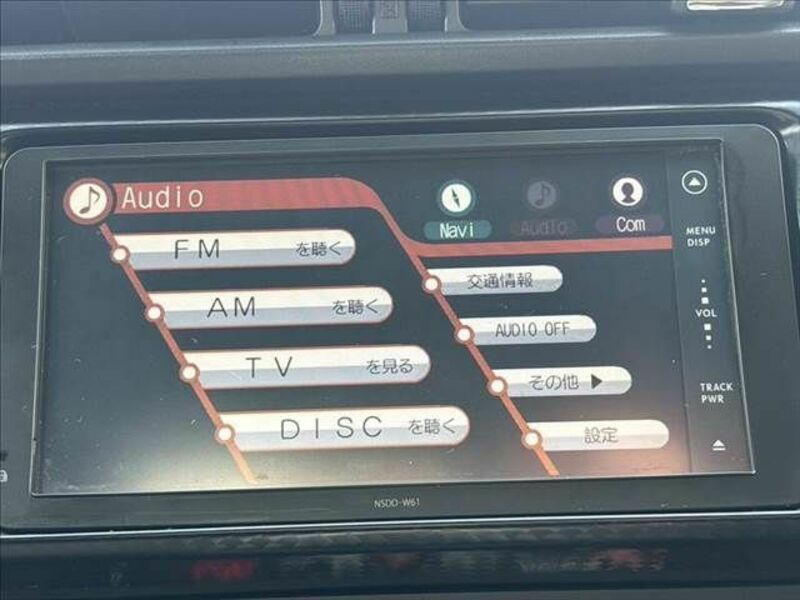 Audio
Navi
Audio
Com
FM を聴く
AM を聴く
TV を見る
DISC を聴く
交通情報
AUDIO OFF
その他 ▶
設定
MENU
DISP
VOL
TRACK
PWR
NSDD-W61